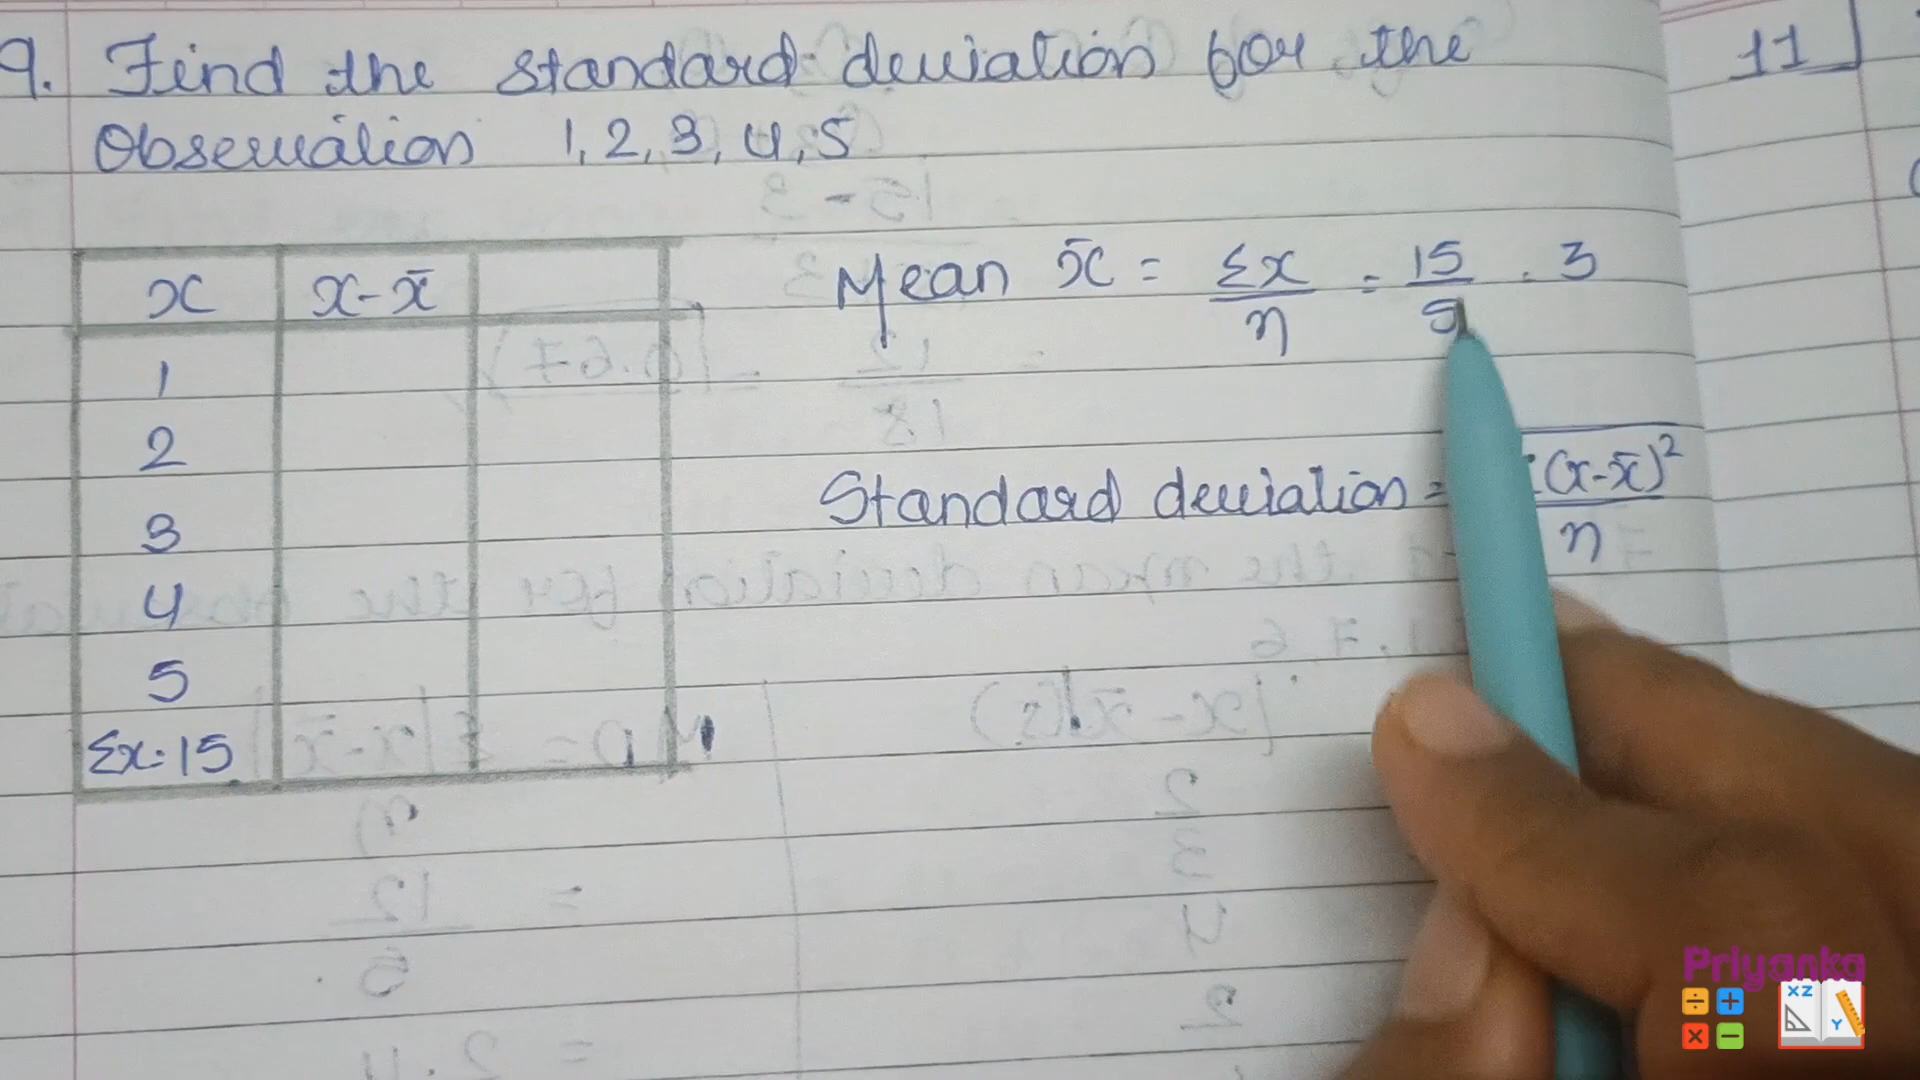 9. Find the standard deviation for the
Observation 1, 2, 3, 4, 5
11
x x-x̄
1
2
3
4
5
Σx=15
Mean x̄ = Σx/n = 15/5 = 3
Standard deviation = (x-x̄)²/n
Priyanka
XZ
Y